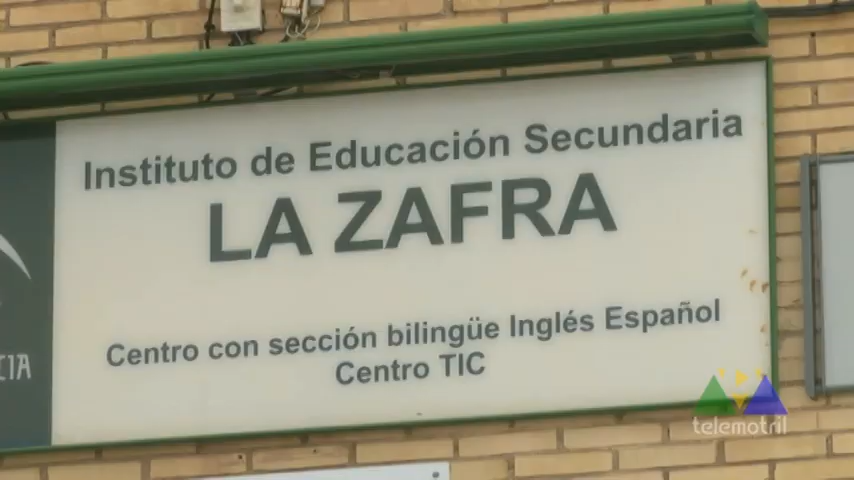 Instituto de Educación Secundaria
LA ZAFRA
Centro con sección bilingüe Inglés Español
Centro TIC
telemotril